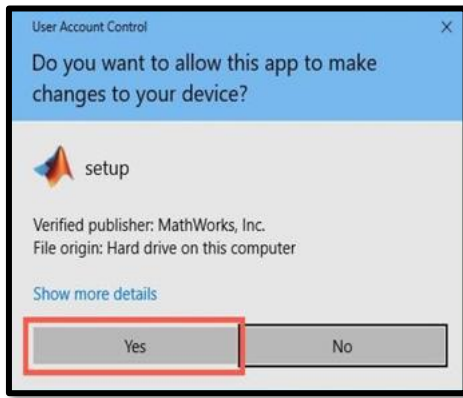 User Account Control
Do you want to allow this app to make
changes to your device?
setup
Verified publisher: MathWorks, Inc.
File origin: Hard drive on this computer
Show more details
Yes No